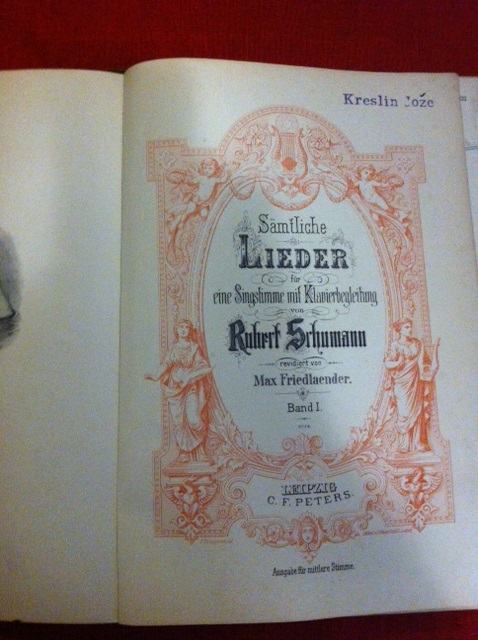 Kreslin Jože
Sämtliche
LIEDER
für
eine Singstimme mit Klavierbegleitung
von
Robert Schumann
revidiert von
Max Friedlaender.
Band I.
LEIPZIG
C. F. PETERS.
Ausgabe für mittlere Stimme.